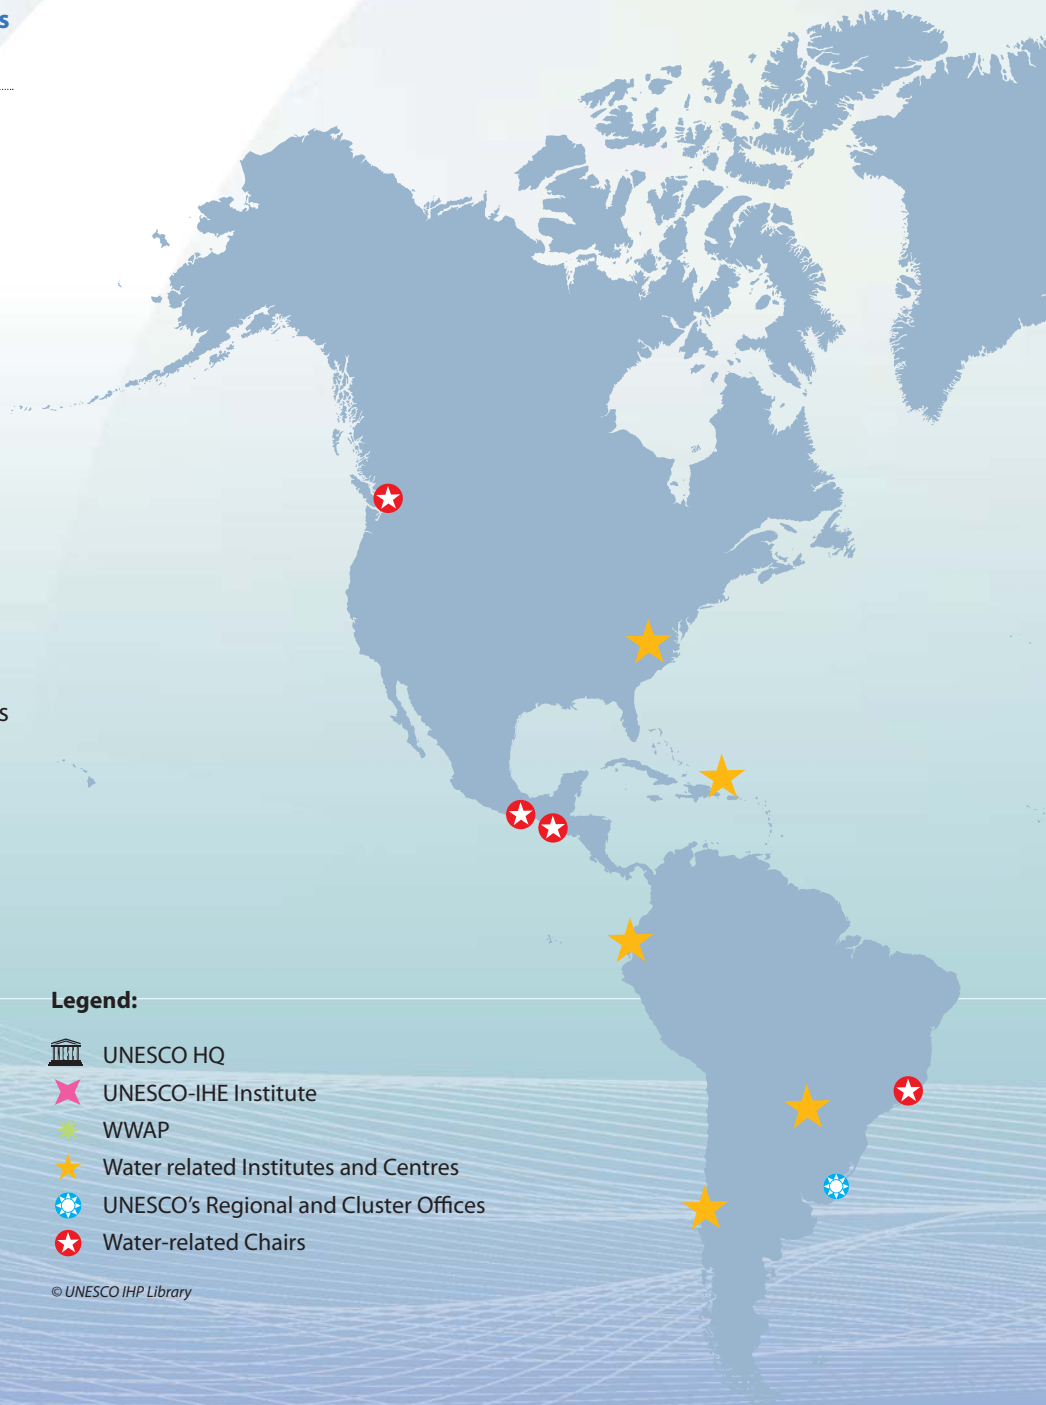 s
s
Legend:
UNESCO HQ
UNESCO-IHE Institute
WWAP
Water related Institutes and Centres
UNESCO's Regional and Cluster Offices
Water-related Chairs
© UNESCO IHP Library